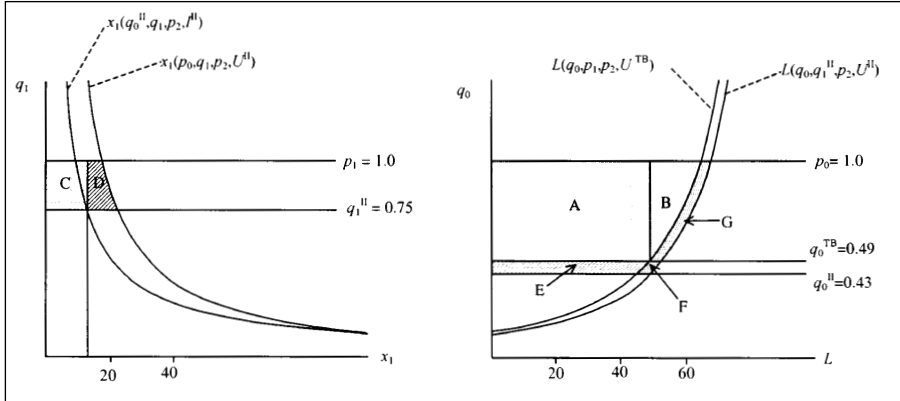 x₁(q₀ᴵᴵ,q₁,p₂,Iᴵᴵ)
x₁(p₀,q₁,p₂,Uᴵᴵ)
q₁
C
D
p₁ = 1.0
q₁ᴵᴵ = 0.75
20
40
x₁
L(q₀,p₁,p₂,Uᵀᴮ)
L(q₀,q₁ᴵᴵ,p₂,Uᴵᴵ)
q₀
p₀= 1.0
A
B
G
q₀ᵀᴮ=0.49
q₀ᴵᴵ=0.43
E
F
20
40
60
L